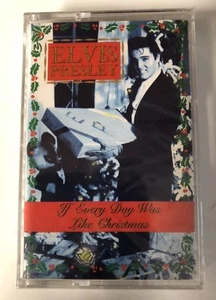 ELVIS
PRESLEY
If Every Day Was
Like Christmas